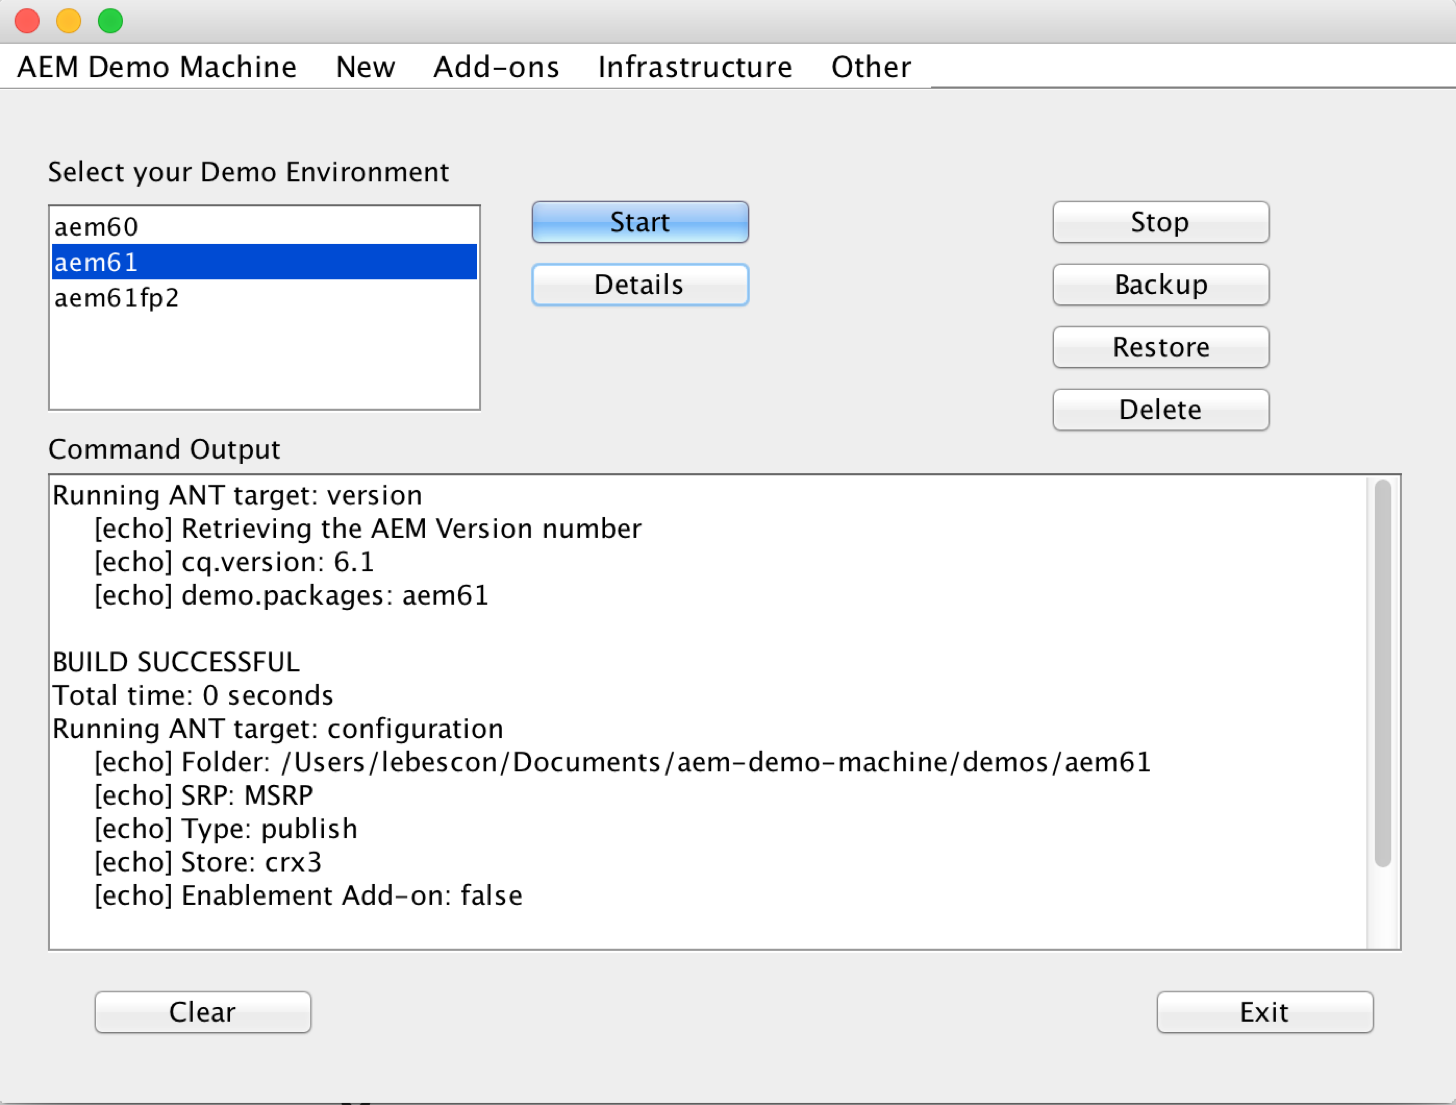 AEM Demo Machine New Add-ons Infrastructure Other
Select your Demo Environment
aem60
aem61
aem61fp2
Start
Details
Stop
Backup
Restore
Delete
Command Output
Running ANT target: version
[echo] Retrieving the AEM Version number
[echo] cq.version: 6.1
[echo] demo.packages: aem61
BUILD SUCCESSFUL
Total time: 0 seconds
Running ANT target: configuration
[echo] Folder: /Users/lebescon/Documents/aem-demo-machine/demos/aem61
[echo] SRP: MSRP
[echo] Type: publish
[echo] Store: crx3
[echo] Enablement Add-on: false
Clear
Exit